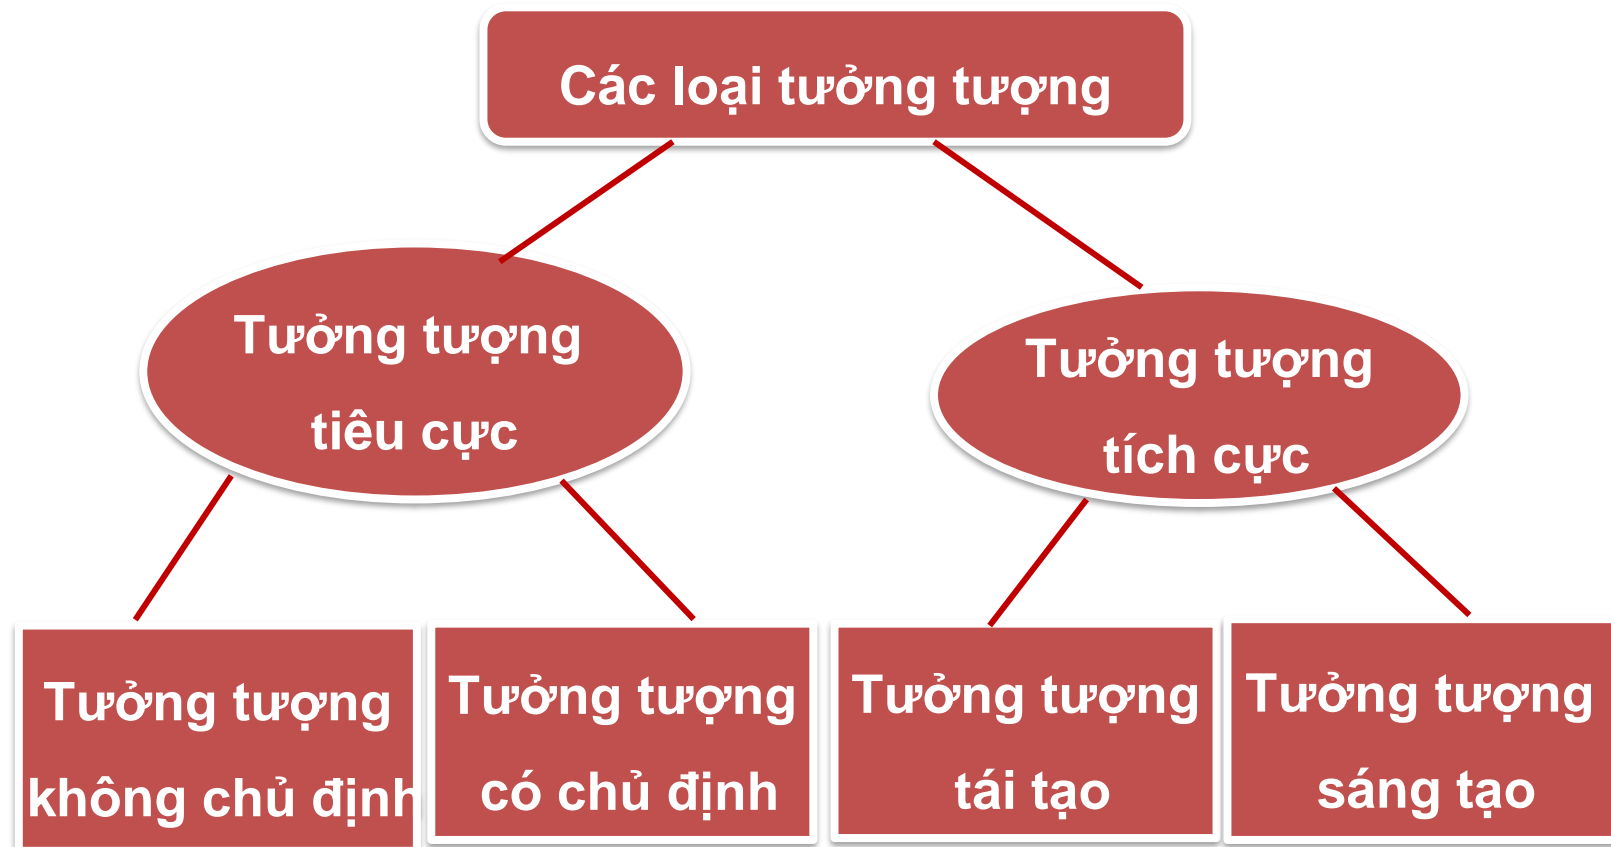 Các loại tưởng tượng
Tưởng tượng
tiêu cực
Tưởng tượng
tích cực
Tưởng tượng
không chủ định
Tưởng tượng
có chủ định
Tưởng tượng
tái tạo
Tưởng tượng
sáng tạo